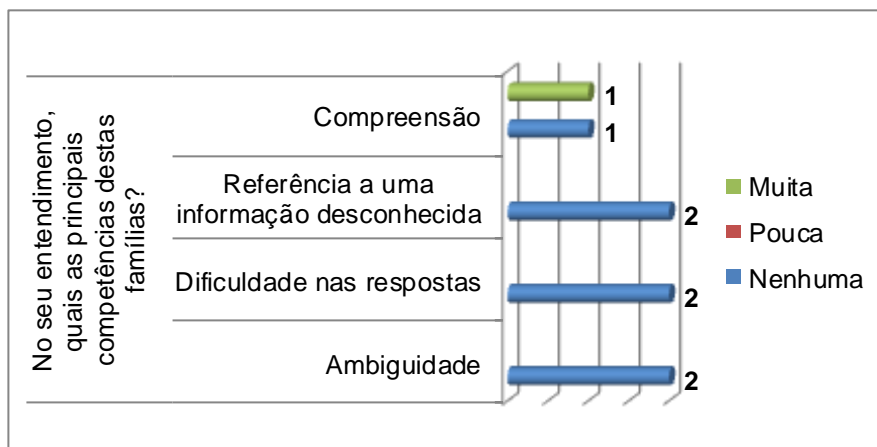 No seu entendimento,
quais as principais
competências destas
famílias?
Compreensão
1
1
Referência a uma
informação desconhecida
2
Dificuldade nas respostas
2
Ambiguidade
2
Muita
Pouca
Nenhuma